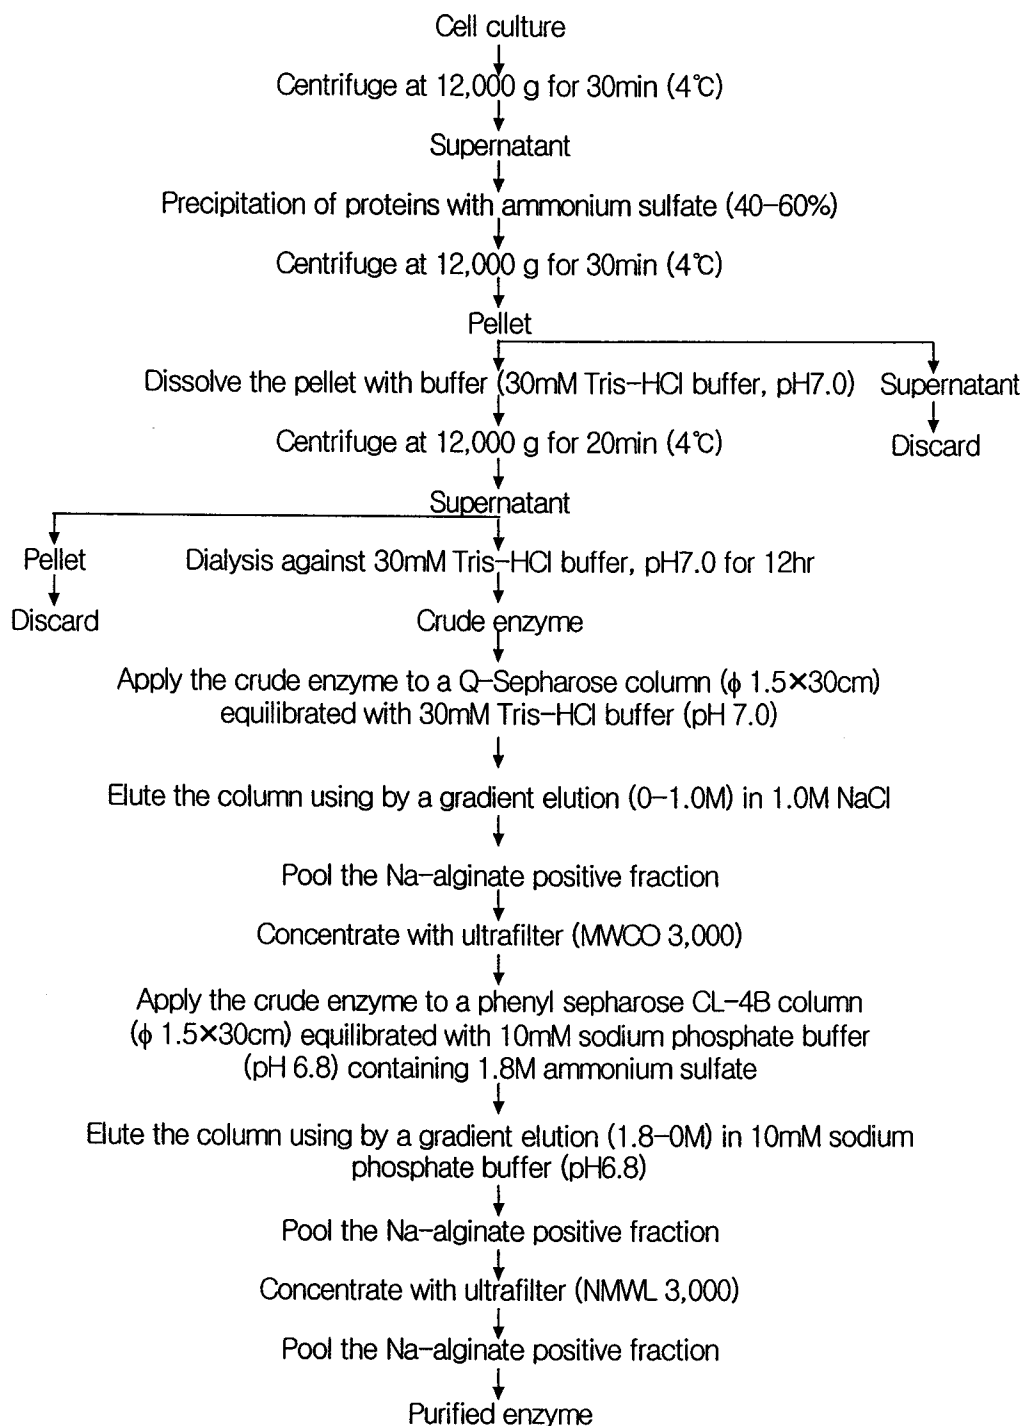 Cell culture
Centrifuge at 12,000 g for 30min (4℃)
Supernatant
Precipitation of proteins with ammonium sulfate (40-60%)
Centrifuge at 12,000 g for 30min (4℃)
Pellet
Dissolve the pellet with buffer (30mM Tris-HCl buffer, pH7.0)
Supernatant
Centrifuge at 12,000 g for 20min (4℃)
Discard
Supernatant
Pellet
Dialysis against 30mM Tris-HCl buffer, pH7.0 for 12hr
Discard
Crude enzyme
Apply the crude enzyme to a Q-Sepharose column (ϕ 1.5×30cm)
equilibrated with 30mM Tris-HCl buffer (pH 7.0)
Elute the column using by a gradient elution (0-1.0M) in 1.0M NaCl
Pool the Na-alginate positive fraction
Concentrate with ultrafilter (MWCO 3,000)
Apply the crude enzyme to a phenyl sepharose CL-4B column
(ϕ 1.5×30cm) equilibrated with 10mM sodium phosphate buffer
(pH 6.8) containing 1.8M ammonium sulfate
Elute the column using by a gradient elution (1.8-0M) in 10mM sodium
phosphate buffer (pH6.8)
Pool the Na-alginate positive fraction
Concentrate with ultrafilter (NMWL 3,000)
Pool the Na-alginate positive fraction
Purified enzyme